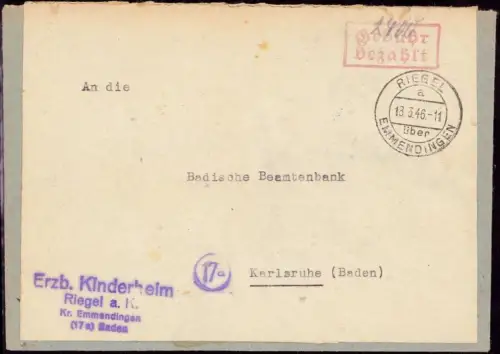 Gebühr
bezahlt
RIEGEL
a
13.3.46.-11
über
EMMENDINGEN
An die
Badische Beamtenbank
17a
Karlsruhe (Baden)
Erzb. Kinderheim
Riegel a. K.
Kr. Emmendingen
(17a) Baden